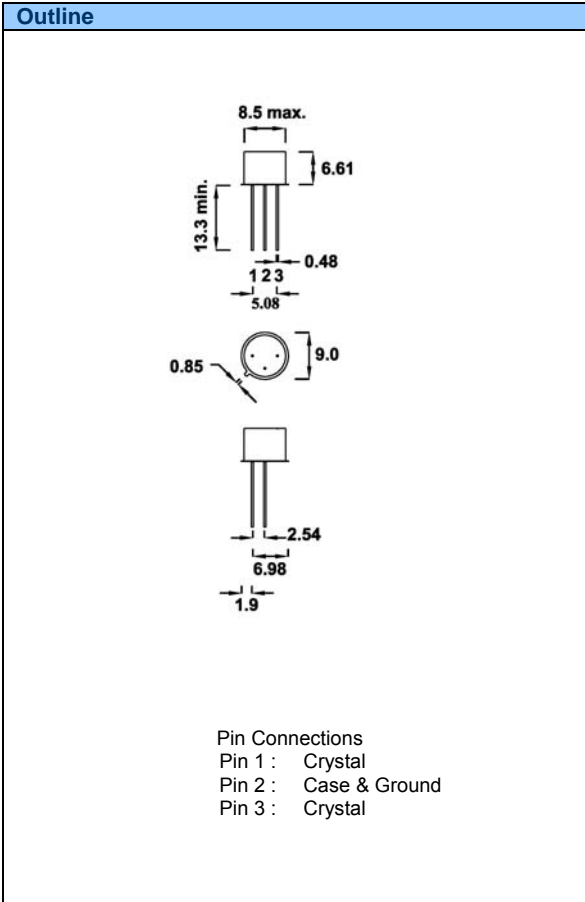 Outline
8.5 max.
6.61
13.3 min.
0.48
1 2 3
5.08
9.0
0.85
2.54
6.98
1.9
Pin Connections
Pin 1 : Crystal
Pin 2 : Case & Ground
Pin 3 : Crystal